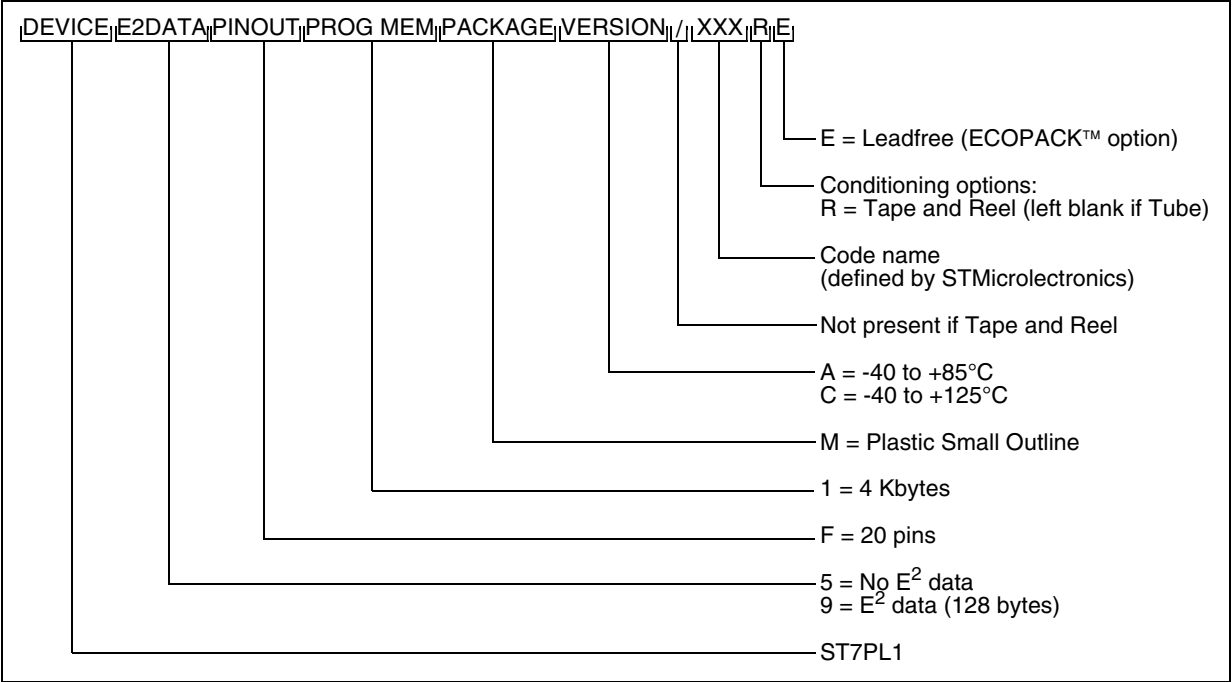 DEVICE E2DATA PINOUT PROG MEM PACKAGE VERSION / XXX R E
E = Leadfree (ECOPACK™ option)
Conditioning options:
R = Tape and Reel (left blank if Tube)
Code name
(defined by STMicrolectronics)
Not present if Tape and Reel
A = -40 to +85°C
C = -40 to +125°C
M = Plastic Small Outline
1 = 4 Kbytes
F = 20 pins
5 = No E² data
9 = E² data (128 bytes)
ST7PL1